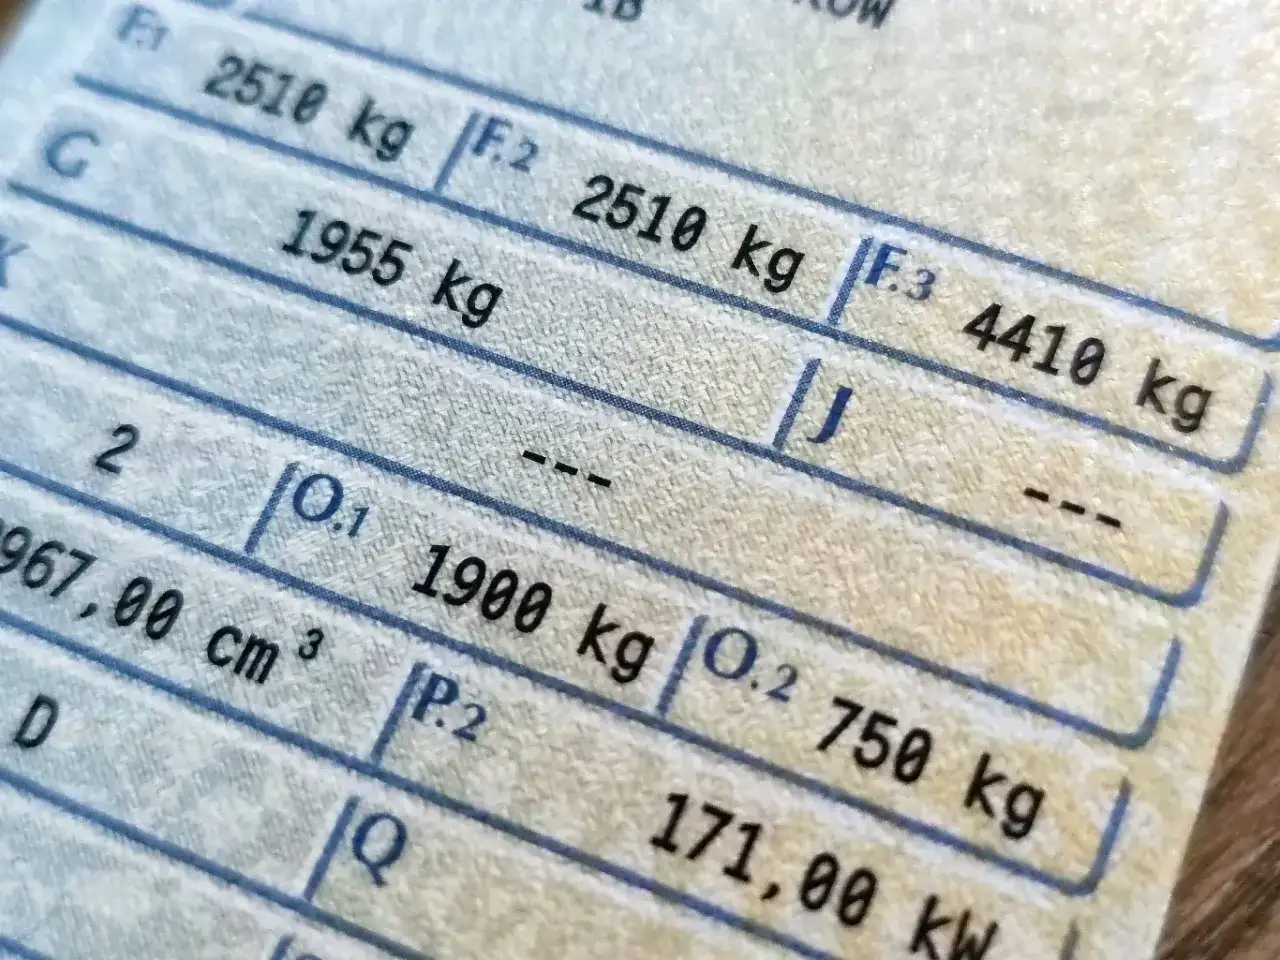 F.1 2510 kg F.2 2510 kg F.3 4410 kg
G 1955 kg J ---
K ---
2 O.1 1900 kg O.2 750 kg
967,00 cm³ P.2 171,00 kW
D Q